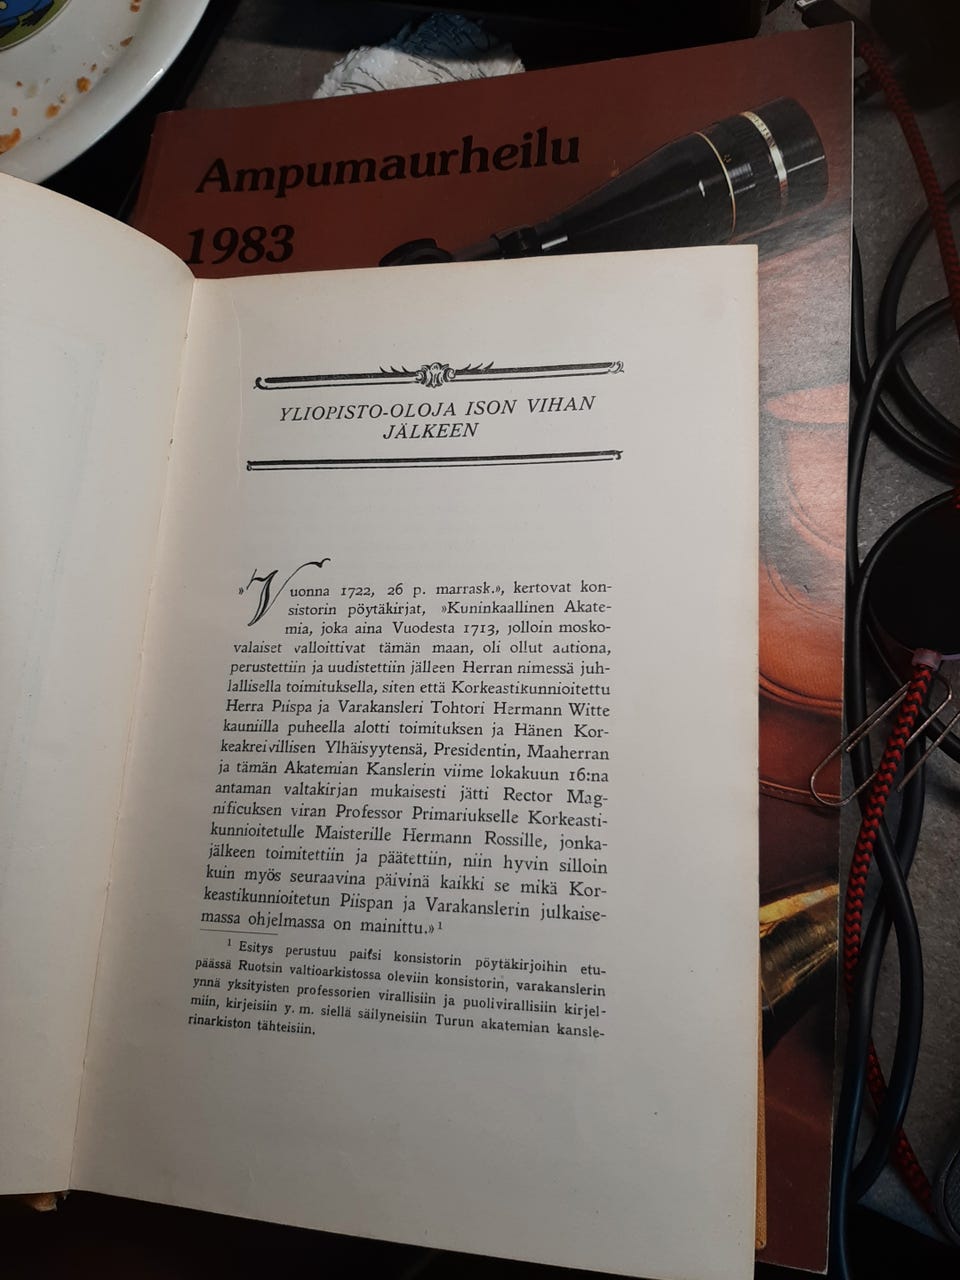 Ampumaurheilu
1983
YLIOPISTO-OLOJA ISON VIHAN
JÄLKEEN
»Vuonna 1722, 26 p. marrask.», kertovat kon-
sistorin pöytäkirjat, »Kuninkaallinen Akate-
mia, joka aina Vuodesta 1713, jolloin mosko-
valaiset valloittivat tämän maan, oli ollut autiona,
perustettiin ja uudistettiin jälleen Herran nimessä juh-
lallisella toimituksella, siten että Korkeastikunnioitettu
Herra Piispa ja Varakansleri Tohtori Hermann Witte
kauniilla puheella alotti toimituksen ja Hänen Kor-
keakreivillisen Ylhäisyytensä, Presidentin, Maaherran
ja tämän Akatemian Kanslerin viime lokakuun 16:na
antaman valtakirjan mukaisesti jätti Rector Mag-
nificuksen viran Professor Primariukselle Korkeasti-
kunnioitetulle Maisterille Hermann Rossille, jonka-
jälkeen toimitettiin ja päätettiin, niin hyvin silloin
kuin myös seuraavina päivinä kaikki se mikä Kor-
keastikunnioitetun Piispan ja Varakanslerin julkaise-
massa ohjelmassa on mainittu.»¹
¹ Esitys perustuu paitsi konsistorin pöytäkirjoihin etu-
päässä Ruotsin valtioarkistossa oleviin konsistorin, varakanslerin
ynnä yksityisten professorien virallisiin ja puolivirallisiin kirjel-
miin, kirjeisiin y. m. siellä säilyneisiin Turun akatemian kansle-
rinarkiston tähteisiin.